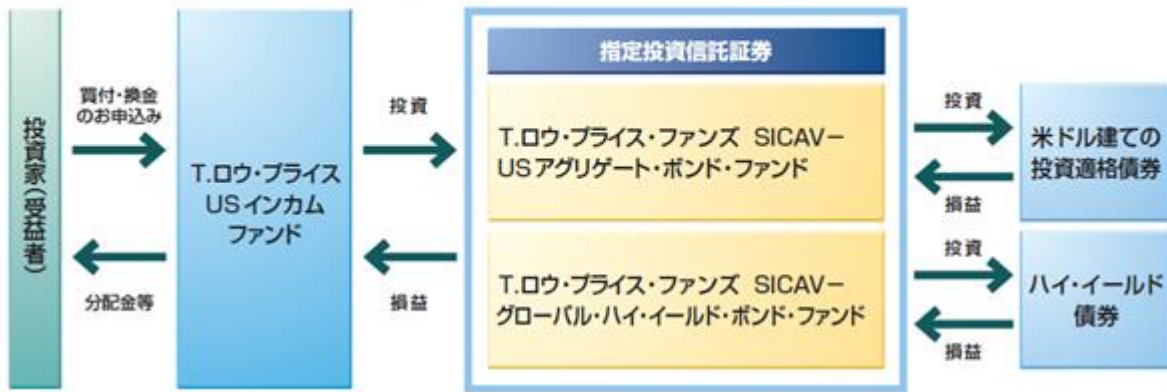 投資家(受益者)
買付・換金
のお申込み
分配金等
T.ロウ・プライス
USインカム
ファンド
投資
損益
指定投資信託証券
T.ロウ・プライス・ファンズ SICAV−
USアグリゲート・ボンド・ファンド
T.ロウ・プライス・ファンズ SICAV−
グローバル・ハイ・イールド・ボンド・ファンド
投資
損益
投資
損益
米ドル建ての
投資適格債券
ハイ・イールド
債券